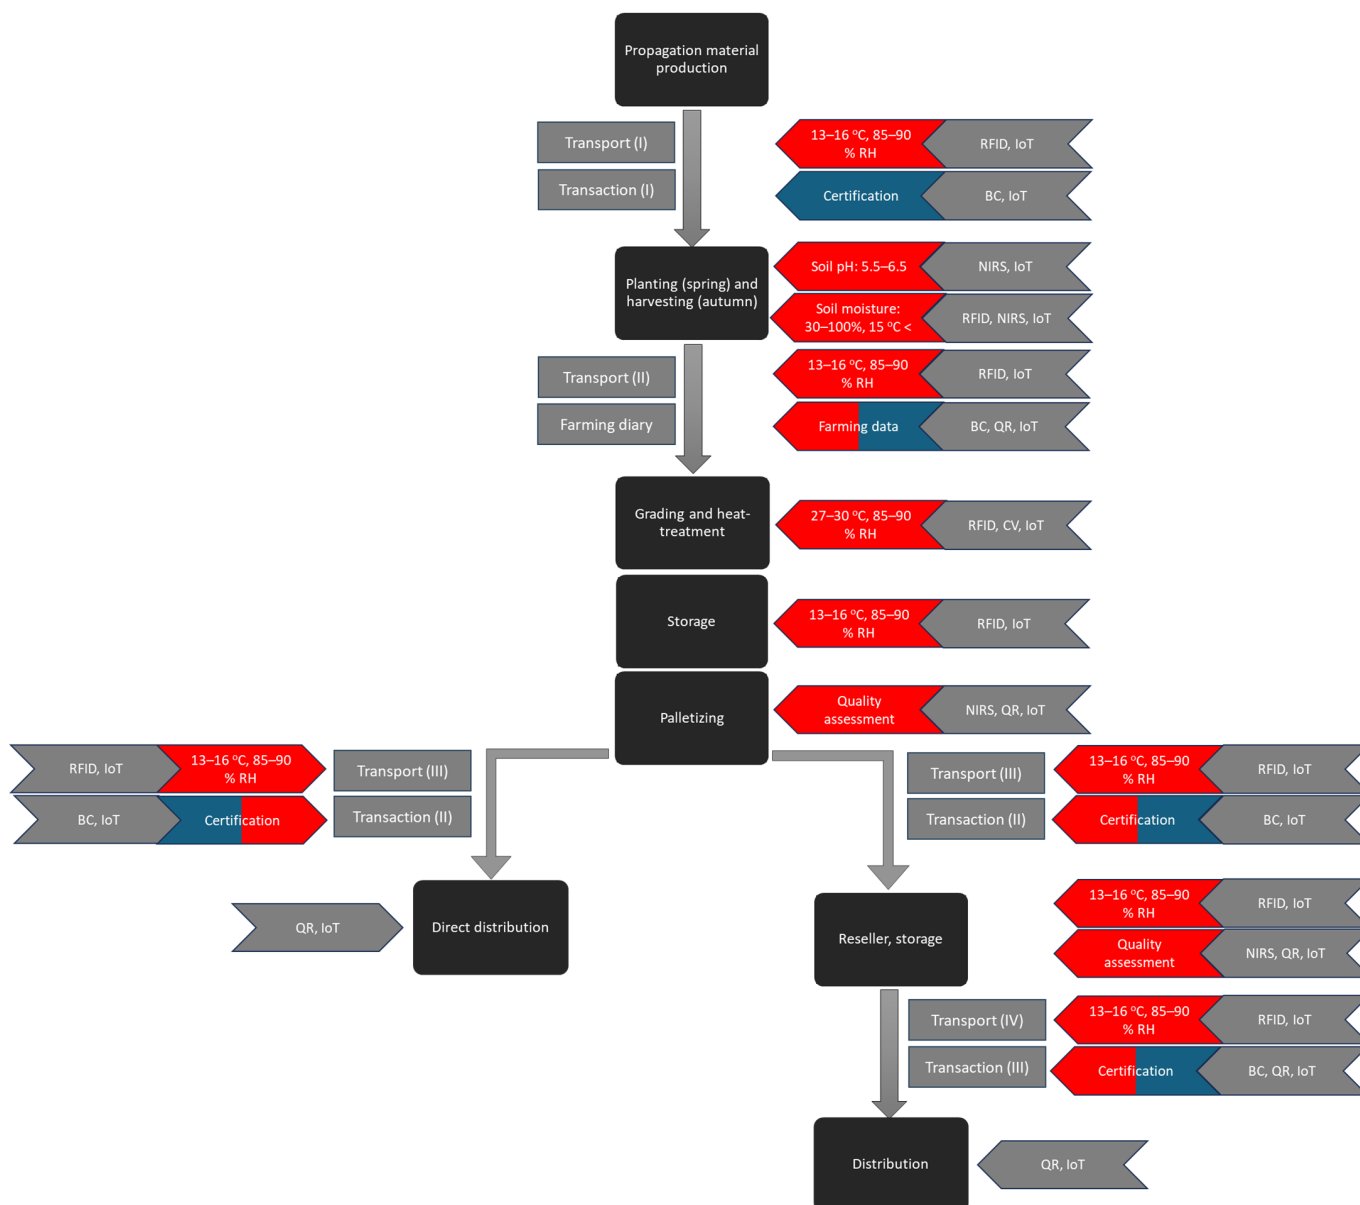 Propagation material
production
Transport (I)
13–16 °C, 85–90
% RH
RFID, IoT
Transaction (I)
Certification
BC, IoT
Planting (spring) and
harvesting (autumn)
Soil pH: 5.5–6.5
NIRS, IoT
Soil moisture:
30–100%, 15 °C <
RFID, NIRS, IoT
Transport (II)
13–16 °C, 85–90
% RH
RFID, IoT
Farming diary
Farming data
BC, QR, IoT
Grading and heat-
treatment
27–30 °C, 85–90
% RH
RFID, CV, IoT
Storage
13–16 °C, 85–90
% RH
RFID, IoT
Palletizing
Quality
assessment
NIRS, QR, IoT
RFID, IoT
13–16 °C, 85–90
% RH
Transport (III)
BC, IoT
Certification
Transaction (II)
Transport (III)
13–16 °C, 85–90
% RH
RFID, IoT
Transaction (II)
Certification
BC, IoT
QR, IoT
Direct distribution
Reseller, storage
13–16 °C, 85–90
% RH
RFID, IoT
Quality
assessment
NIRS, QR, IoT
Transport (IV)
13–16 °C, 85–90
% RH
RFID, IoT
Transaction (III)
Certification
BC, QR, IoT
Distribution
QR, IoT